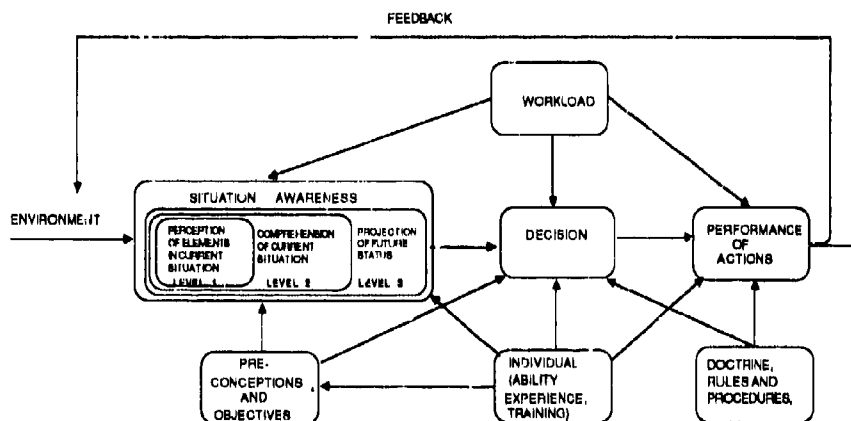 FEEDBACK
WORKLOAD
SITUATION AWARENESS
ENVIRONMENT
PERCEPTION
OF ELEMENTS
IN CURRENT
SITUATION
LEVEL 1
COMPREHENSION
OF CURRENT
SITUATION
LEVEL 2
PROJECTION
OF FUTURE
STATUS
LEVEL 3
DECISION
PERFORMANCE
OF
ACTIONS
PRE-
CONCEPTIONS
AND
OBJECTIVES
INDIVIDUAL
(ABILITY
EXPERIENCE,
TRAINING)
DOCTRINE,
RULES AND
PROCEDURES,